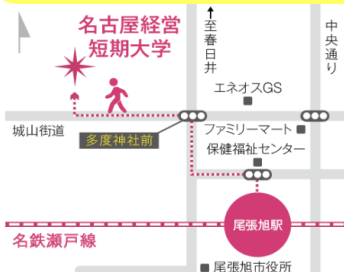 名古屋経営
短期大学
至春日井
中央通り
エネオスGS
城山街道
多度神社前
ファミリーマート
保健福祉センター
尾張旭駅
名鉄瀬戸線
尾張旭市役所